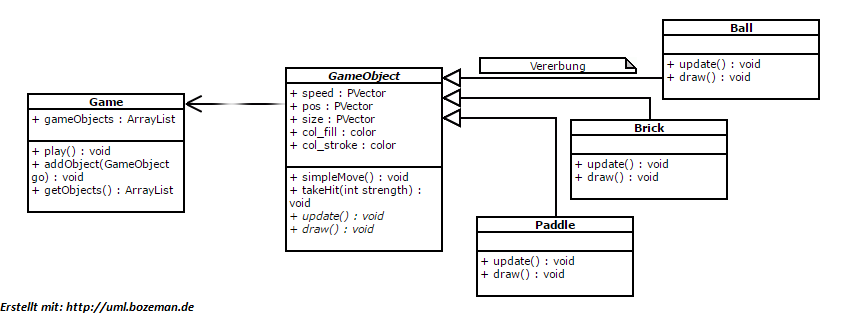 Game
+ gameObjects : ArrayList
+ play() : void
+ addObject(GameObject
go) : void
+ getObjects() : ArrayList
GameObject
+ speed : PVector
+ pos : PVector
+ size : PVector
+ col_fill : color
+ col_stroke : color
+ simpleMove() : void
+ takeHit(int strength) :
void
+ update() : void
+ draw() : void
Vererbung
Ball
+ update() : void
+ draw() : void
Brick
+ update() : void
+ draw() : void
Paddle
+ update() : void
+ draw() : void
Erstellt mit: http://uml.bozeman.de